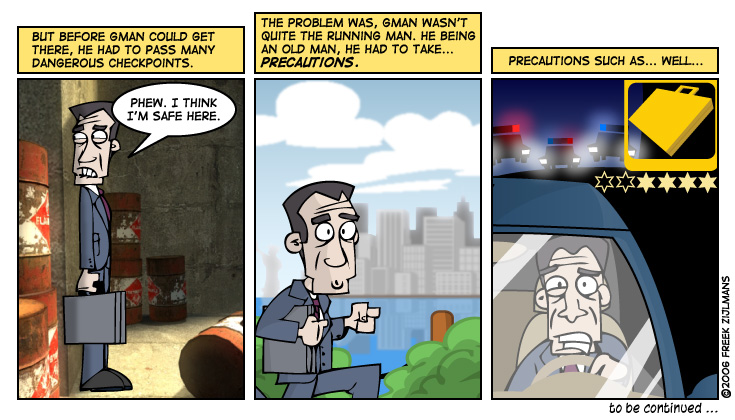 BUT BEFORE GMAN COULD GET
THERE, HE HAD TO PASS MANY
DANGEROUS CHECKPOINTS.
PHEW. I THINK
I'M SAFE HERE.
THE PROBLEM WAS, GMAN WASN'T
QUITE THE RUNNING MAN. HE BEING
AN OLD MAN, HE HAD TO TAKE...
PRECAUTIONS.
PRECAUTIONS SUCH AS... WELL...
©2006 FREEK ZIJLMANS
to be continued ...